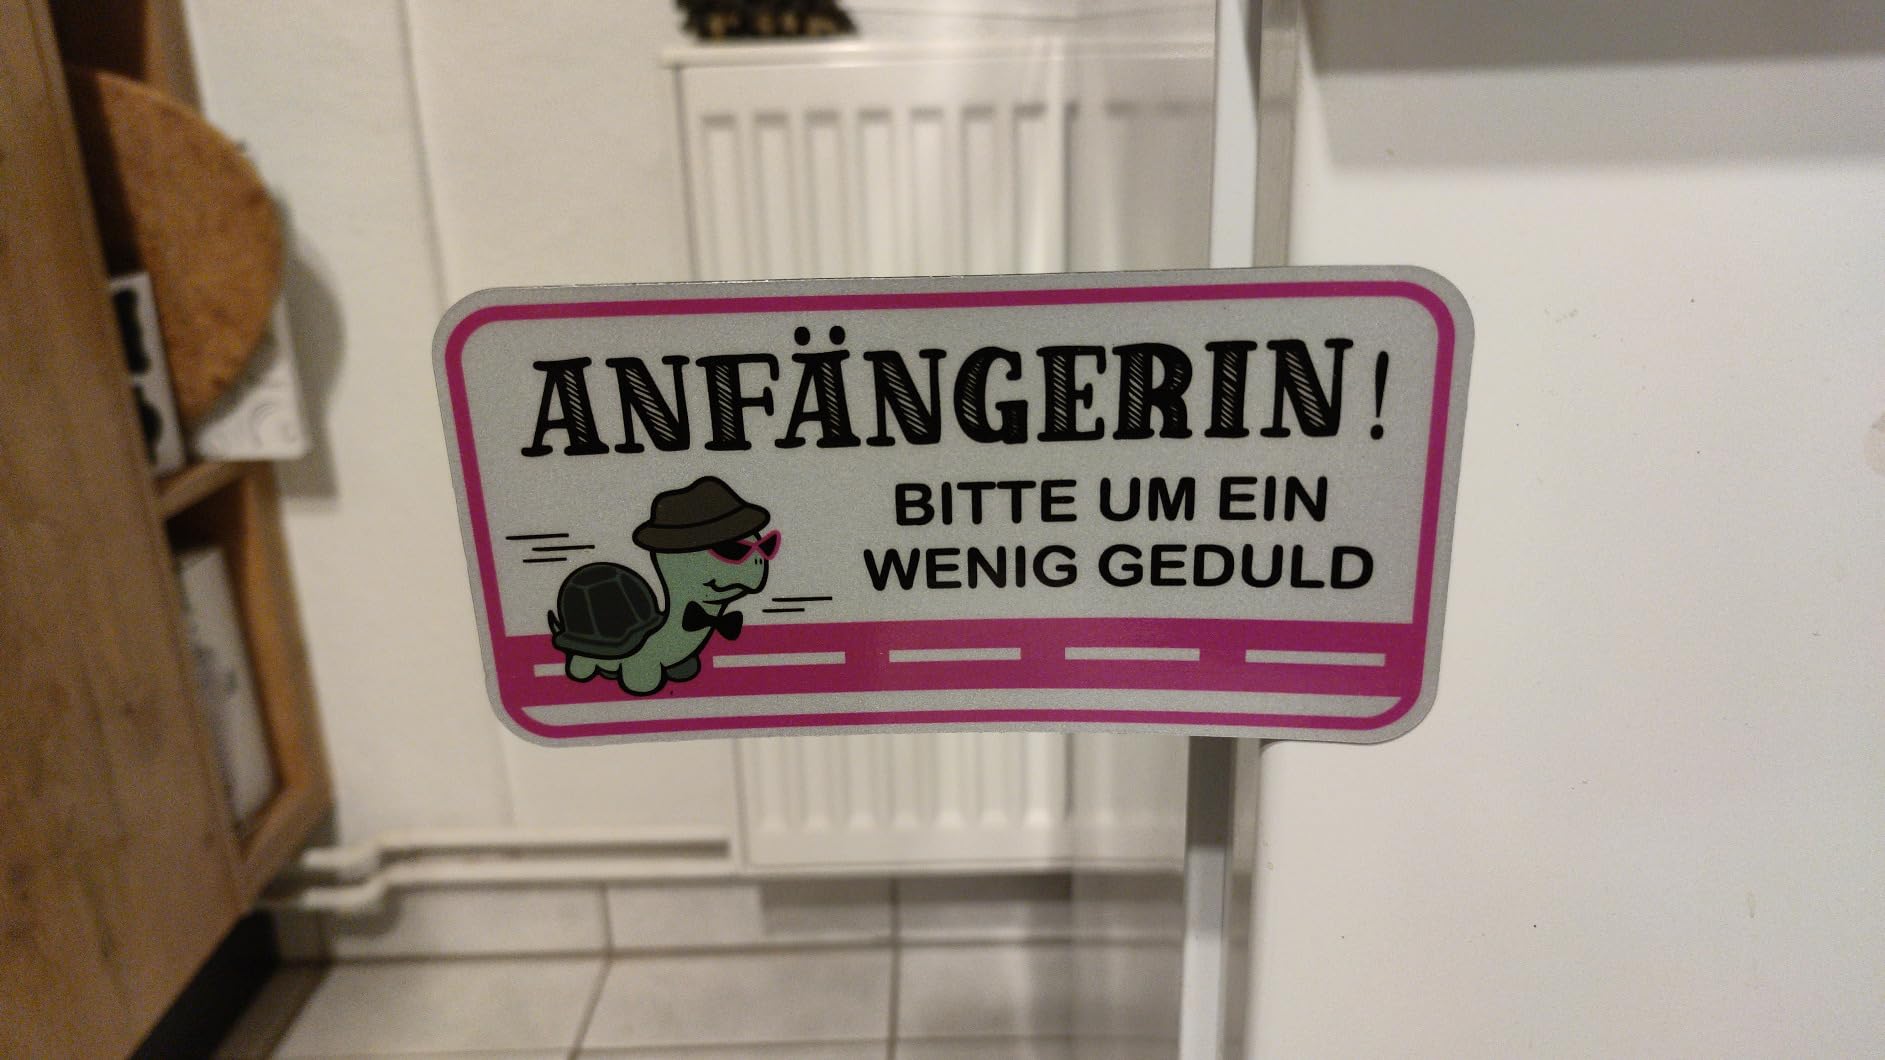 ANFÄNGERIN!
BITTE UM EIN
WENIG GEDULD